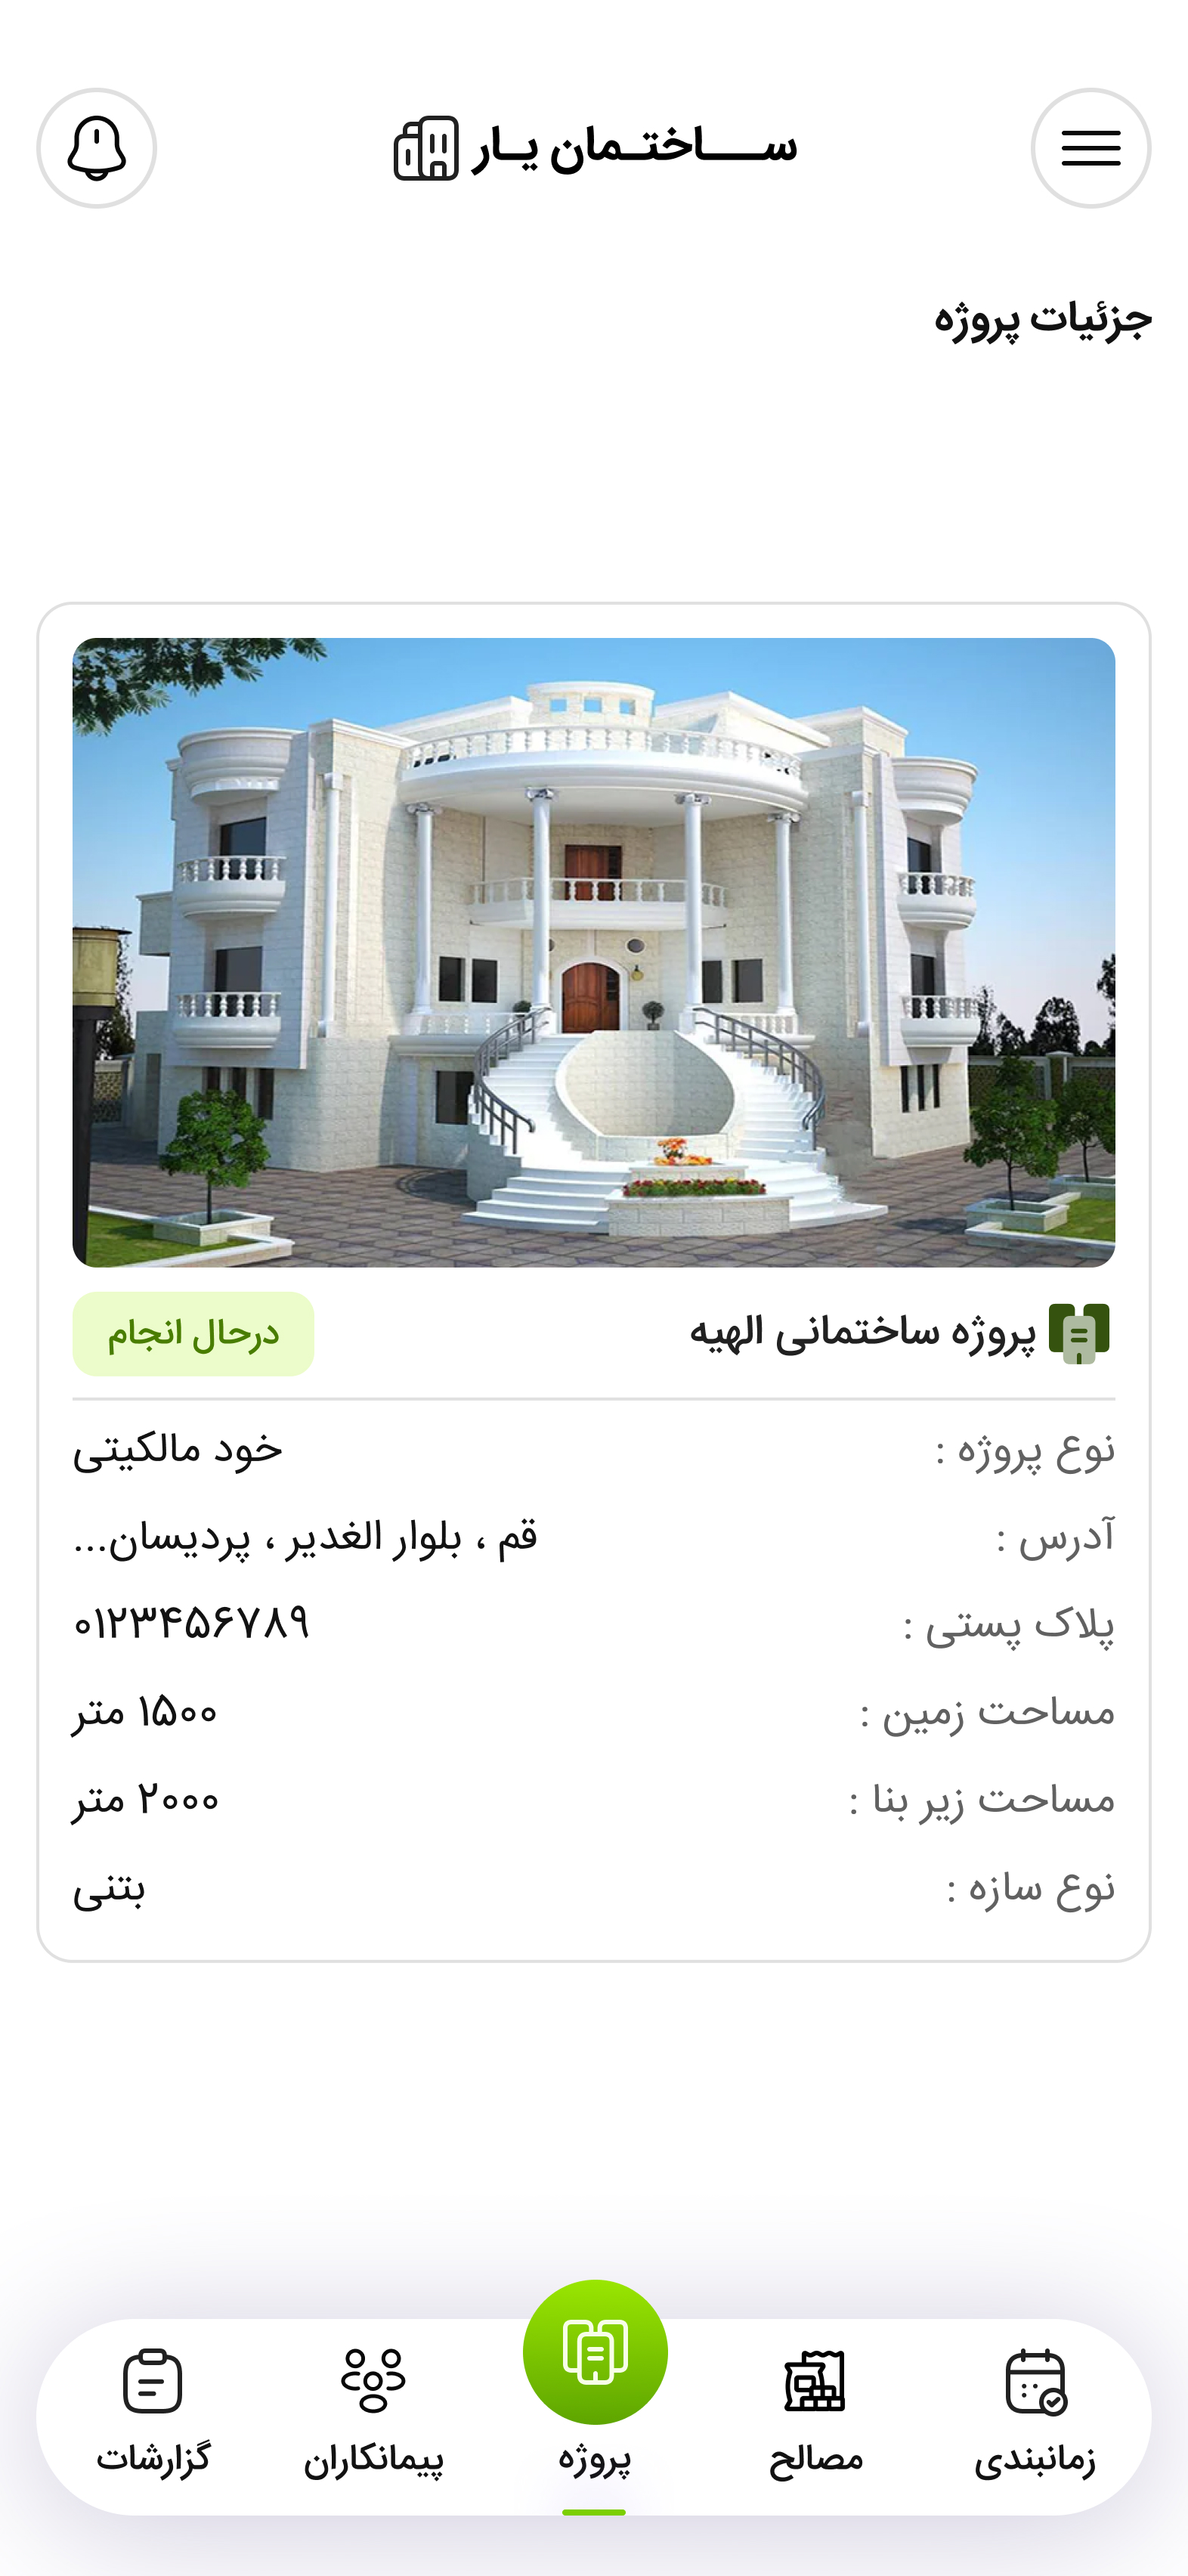 ســـاختـمان یـار
جزئیات پروژه
پروژه ساختمانی الهیه
درحال انجام
نوع پروژه : خود مالکیتی
آدرس : قم ، بلوار الغدیر ، پردیسان...
پلاک پستی : ۰۱۲۳۴۵۶۷۸۹
مساحت زمین : ۱۵۰۰ متر
مساحت زیر بنا : ۲۰۰۰ متر
نوع سازه : بتنی
زمانبندی
مصالح
پروژه
پیمانکاران
گزارشات